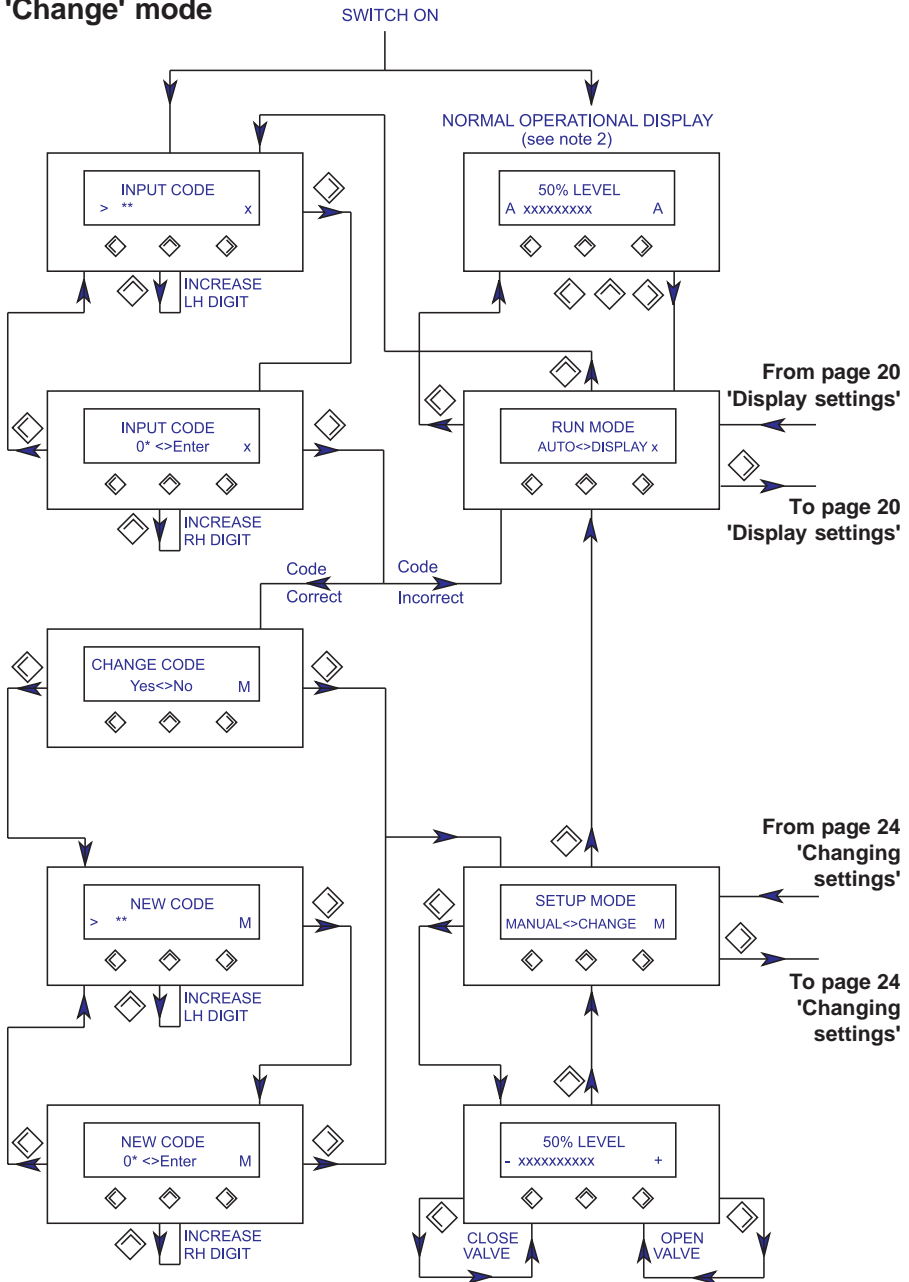 'Change' mode
SWITCH ON
NORMAL OPERATIONAL DISPLAY
(see note 2)
INPUT CODE
> ** x
INCREASE
LH DIGIT
50% LEVEL
A xxxxxxxxx A
INPUT CODE
0* <>Enter x
INCREASE
RH DIGIT
RUN MODE
AUTO<>DISPLAY x
From page 20
'Display settings'
To page 20
'Display settings'
Code
Correct
Code
Incorrect
CHANGE CODE
Yes<>No M
NEW CODE
> ** M
INCREASE
LH DIGIT
SETUP MODE
MANUAL<>CHANGE M
From page 24
'Changing
settings'
To page 24
'Changing
settings'
NEW CODE
0* <>Enter M
INCREASE
RH DIGIT
50% LEVEL
- xxxxxxxxxx +
CLOSE
VALVE
OPEN
VALVE